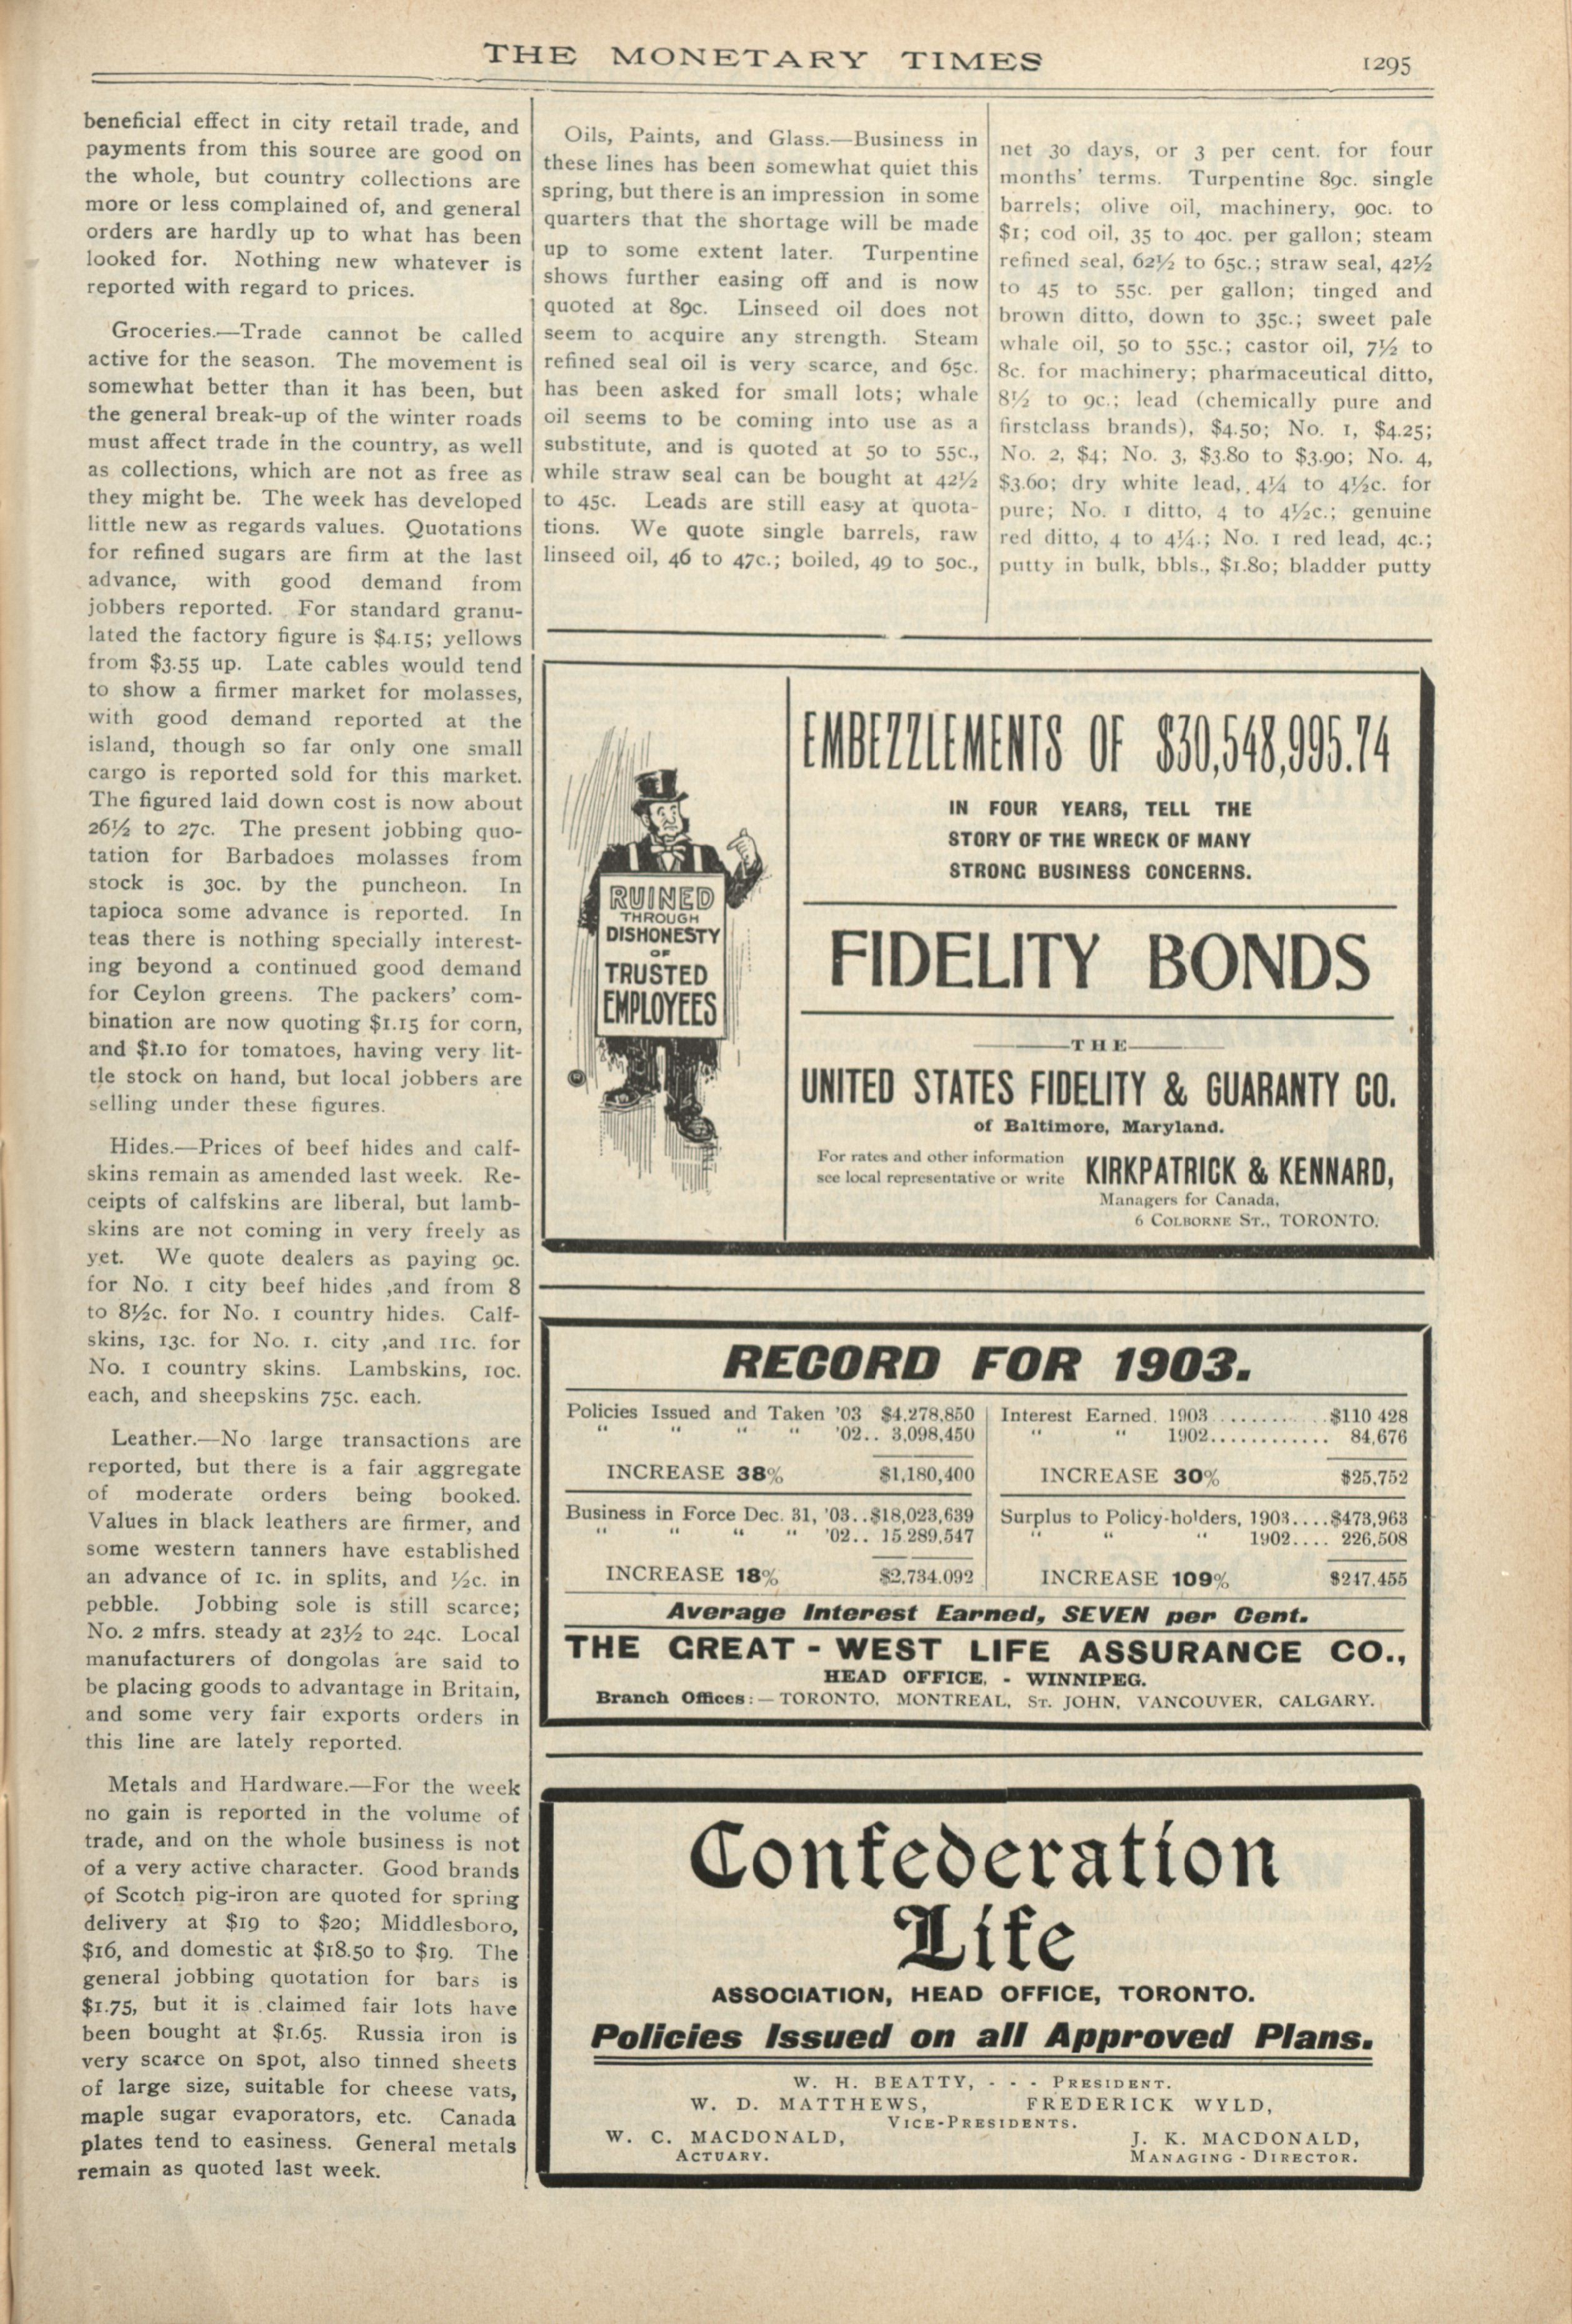 THE MONETARY TIMES
1295
beneficial effect in city retail trade, and
payments from this source are good on
the whole, but country collections are
more or less complained of, and general
orders are hardly up to what has been
looked for. Nothing new whatever is
reported with regard to prices.
Groceries.—Trade cannot be called
active for the season. The movement is
somewhat better than it has been, but
the general break-up of the winter roads
must affect trade in the country, as well
as collections, which are not as free as
they might be. The week has developed
little new as regards values. Quotations
for refined sugars are firm at the last
advance, with good demand from
jobbers reported. For standard granu-
lated the factory figure is $4.15; yellows
from $3.55 up. Late cables would tend
to show a firmer market for molasses,
with good demand reported at the
island, though so far only one small
cargo is reported sold for this market.
The figured laid down cost is now about
26½ to 27c. The present jobbing quo-
tation for Barbadoes molasses from
stock is 30c. by the puncheon. In
tapioca some advance is reported. In
teas there is nothing specially interest-
ing beyond a continued good demand
for Ceylon greens. The packers' com-
bination are now quoting $1.15 for corn,
and $1.10 for tomatoes, having very lit-
tle stock on hand, but local jobbers are
selling under these figures.
Hides.—Prices of beef hides and calf-
skins remain as amended last week. Re-
ceipts of calfskins are liberal, but lamb-
skins are not coming in very freely as
yet. We quote dealers as paying 9c.
for No. 1 city beef hides ,and from 8
to 8½c. for No. 1 country hides. Calf-
skins, 13c. for No. 1. city ,and 11c. for
No. 1 country skins. Lambskins, 10c.
each, and sheepskins 75c. each.
Leather.—No large transactions are
reported, but there is a fair aggregate
of moderate orders being booked.
Values in black leathers are firmer, and
some western tanners have established
an advance of 1c. in splits, and ½c. in
pebble. Jobbing sole is still scarce;
No. 2 mfrs. steady at 23½ to 24c. Local
manufacturers of dongolas are said to
be placing goods to advantage in Britain,
and some very fair exports orders in
this line are lately reported.
Metals and Hardware.—For the week
no gain is reported in the volume of
trade, and on the whole business is not
of a very active character. Good brands
of Scotch pig-iron are quoted for spring
delivery at $19 to $20; Middlesboro,
$16, and domestic at $18.50 to $19. The
general jobbing quotation for bars is
$1.75, but it is claimed fair lots have
been bought at $1.65. Russia iron is
very scarce on spot, also tinned sheets
of large size, suitable for cheese vats,
maple sugar evaporators, etc. Canada
plates tend to easiness. General metals
remain as quoted last week.
Oils, Paints, and Glass.—Business in
these lines has been somewhat quiet this
spring, but there is an impression in some
quarters that the shortage will be made
up to some extent later. Turpentine
shows further easing off and is now
quoted at 89c. Linseed oil does not
seem to acquire any strength. Steam
refined seal oil is very scarce, and 65c.
has been asked for small lots; whale
oil seems to be coming into use as a
substitute, and is quoted at 50 to 55c.,
while straw seal can be bought at 42½
to 45c. Leads are still easy at quota-
tions. We quote single barrels, raw
linseed oil, 46 to 47c.; boiled, 49 to 50c.,
net 30 days, or 3 per cent. for four
months' terms. Turpentine 89c. single
barrels; olive oil, machinery, 90c. to
$1; cod oil, 35 to 40c. per gallon; steam
refined seal, 62½ to 65c.; straw seal, 42½
to 45 to 55c. per gallon; tinged and
brown ditto, down to 35c.; sweet pale
whale oil, 50 to 55c.; castor oil, 7½ to
8c. for machinery; pharmaceutical ditto,
8½ to 9c.; lead (chemically pure and
firstclass brands), $4.50; No. 1, $4.25;
No. 2, $4; No. 3, $3.80 to $3.90; No. 4,
$3.60; dry white lead, 4¼ to 4½c. for
pure; No. 1 ditto, 4 to 4½c.; genuine
red ditto, 4 to 4¼.; No. 1 red lead, 4c.;
putty in bulk, bbls., $1.80; bladder putty
RUINED
THROUGH
DISHONESTY
OF
TRUSTED
EMPLOYEES
EMBEZZLEMENTS OF $30,548,995.74
IN FOUR YEARS, TELL THE
STORY OF THE WRECK OF MANY
STRONG BUSINESS CONCERNS.
FIDELITY BONDS
THE
UNITED STATES FIDELITY & GUARANTY CO.
of Baltimore, Maryland.
For rates and other information
see local representative or write
KIRKPATRICK & KENNARD,
Managers for Canada,
6 COLBORNE ST., TORONTO.
RECORD FOR 1903.
Policies Issued and Taken '03 $4,278,850
" " " " '02.. 3,098,450
INCREASE 38% $1,180,400
Interest Earned. 1903............$110 428
" " 1902............ 84,676
INCREASE 30% $25,752
Business in Force Dec. 31, '03..$18,023,639
" " " " '02.. 15.289,547
INCREASE 18% $2,734.092
Surplus to Policy-holders, 1903....$473,963
" " " 1902.... 226,508
INCREASE 109% $247.455
Average Interest Earned, SEVEN per Cent.
THE GREAT - WEST LIFE ASSURANCE CO.,
HEAD OFFICE, - WINNIPEG.
Branch Offices:—TORONTO, MONTREAL, ST. JOHN, VANCOUVER, CALGARY.
Confederation
Life
ASSOCIATION, HEAD OFFICE, TORONTO.
Policies Issued on all Approved Plans.
W. H. BEATTY, - - - PRESIDENT.
W. D. MATTHEWS, FREDERICK WYLD,
VICE-PRESIDENTS.
W. C. MACDONALD, J. K. MACDONALD,
ACTUARY. MANAGING - DIRECTOR.